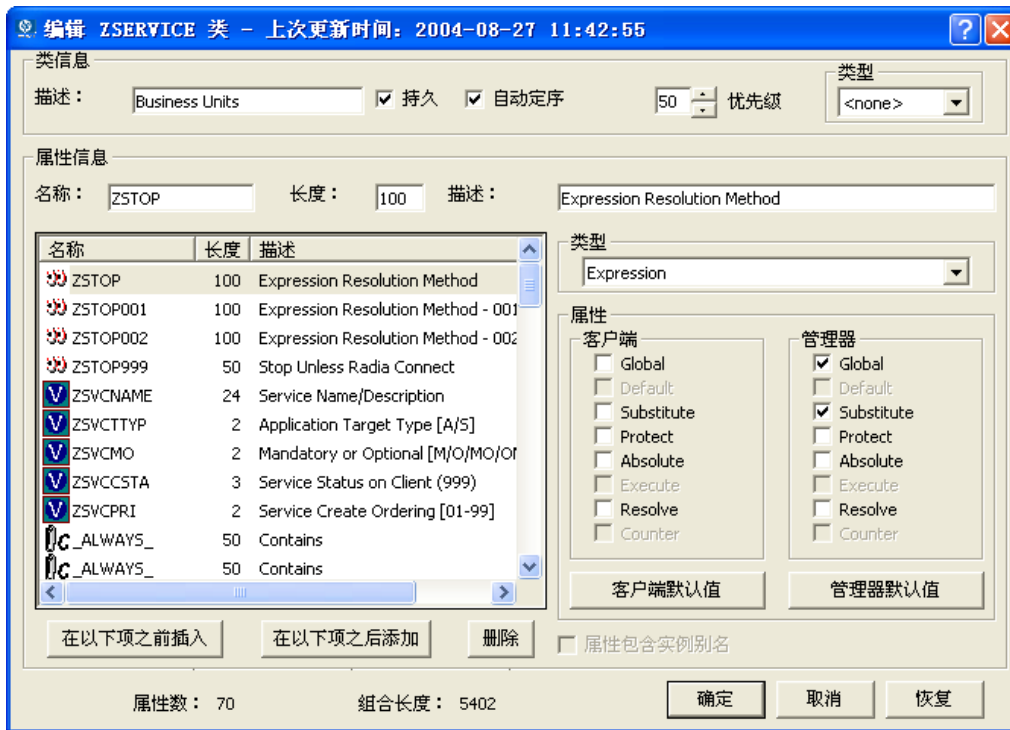 编辑 ZSERVICE 类 - 上次更新时间: 2004-08-27 11:42:55
类信息
描述： Business Units 持久 自动定序 50 优先级 类型 <none>
属性信息
名称： ZSTOP 长度： 100 描述： Expression Resolution Method
名称 长度 描述
ZSTOP 100 Expression Resolution Method
ZSTOP001 100 Expression Resolution Method - 001
ZSTOP002 100 Expression Resolution Method - 002
ZSTOP999 50 Stop Unless Radia Connect
ZSVCNAME 24 Service Name/Description
ZSVCTTYP 2 Application Target Type [A/S]
ZSVCMO 2 Mandatory or Optional [M/O/MO/O
ZSVCCSTA 3 Service Status on Client (999)
ZSVCPRI 2 Service Create Ordering [01-99]
_ALWAYS_ 50 Contains
_ALWAYS_ 50 Contains
类型
Expression
属性
客户端
Global
Default
Substitute
Protect
Absolute
Execute
Resolve
Counter
管理器
Global
Default
Substitute
Protect
Absolute
Execute
Resolve
Counter
客户端默认值 管理器默认值
在以下项之前插入 在以下项之后添加 删除
属性包含实例别名
属性数： 70 组合长度： 5402 确定 取消 恢复